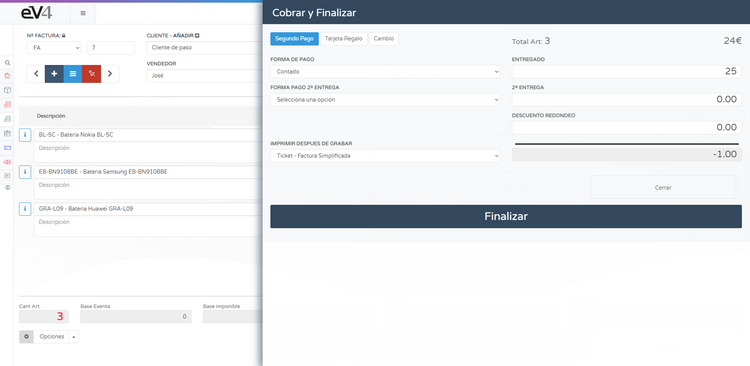 eV4
Nº FACTURA:
FA
7
CLIENTE - AÑADIR
Cliente de paso
VENDEDOR
José
Descripción
BL-5C - Bateria Nokia BL-5C
Descripción
EB-BN910BBE - Bateria Samsung EB-BN910BBE
Descripción
GRA-L09 - Bateria Huawei GRA-L09
Descripción
Cant Art.
3
Base Exenta
0
Base imponible
Opciones
Cobrar y Finalizar
Segundo Pago
Tarjeta Regalo
Cambio
Total Art: 3
24€
FORMA DE PAGO
Contado
ENTREGADO
25
FORMA PAGO 2ª ENTREGA
Selecciona una opción
2ª ENTREGA
0.00
DESCUENTO REDONDEO
0.00
IMPRIMIR DESPUES DE GRABAR
Ticket - Factura Simplificada
-1.00
Cerrar
Finalizar